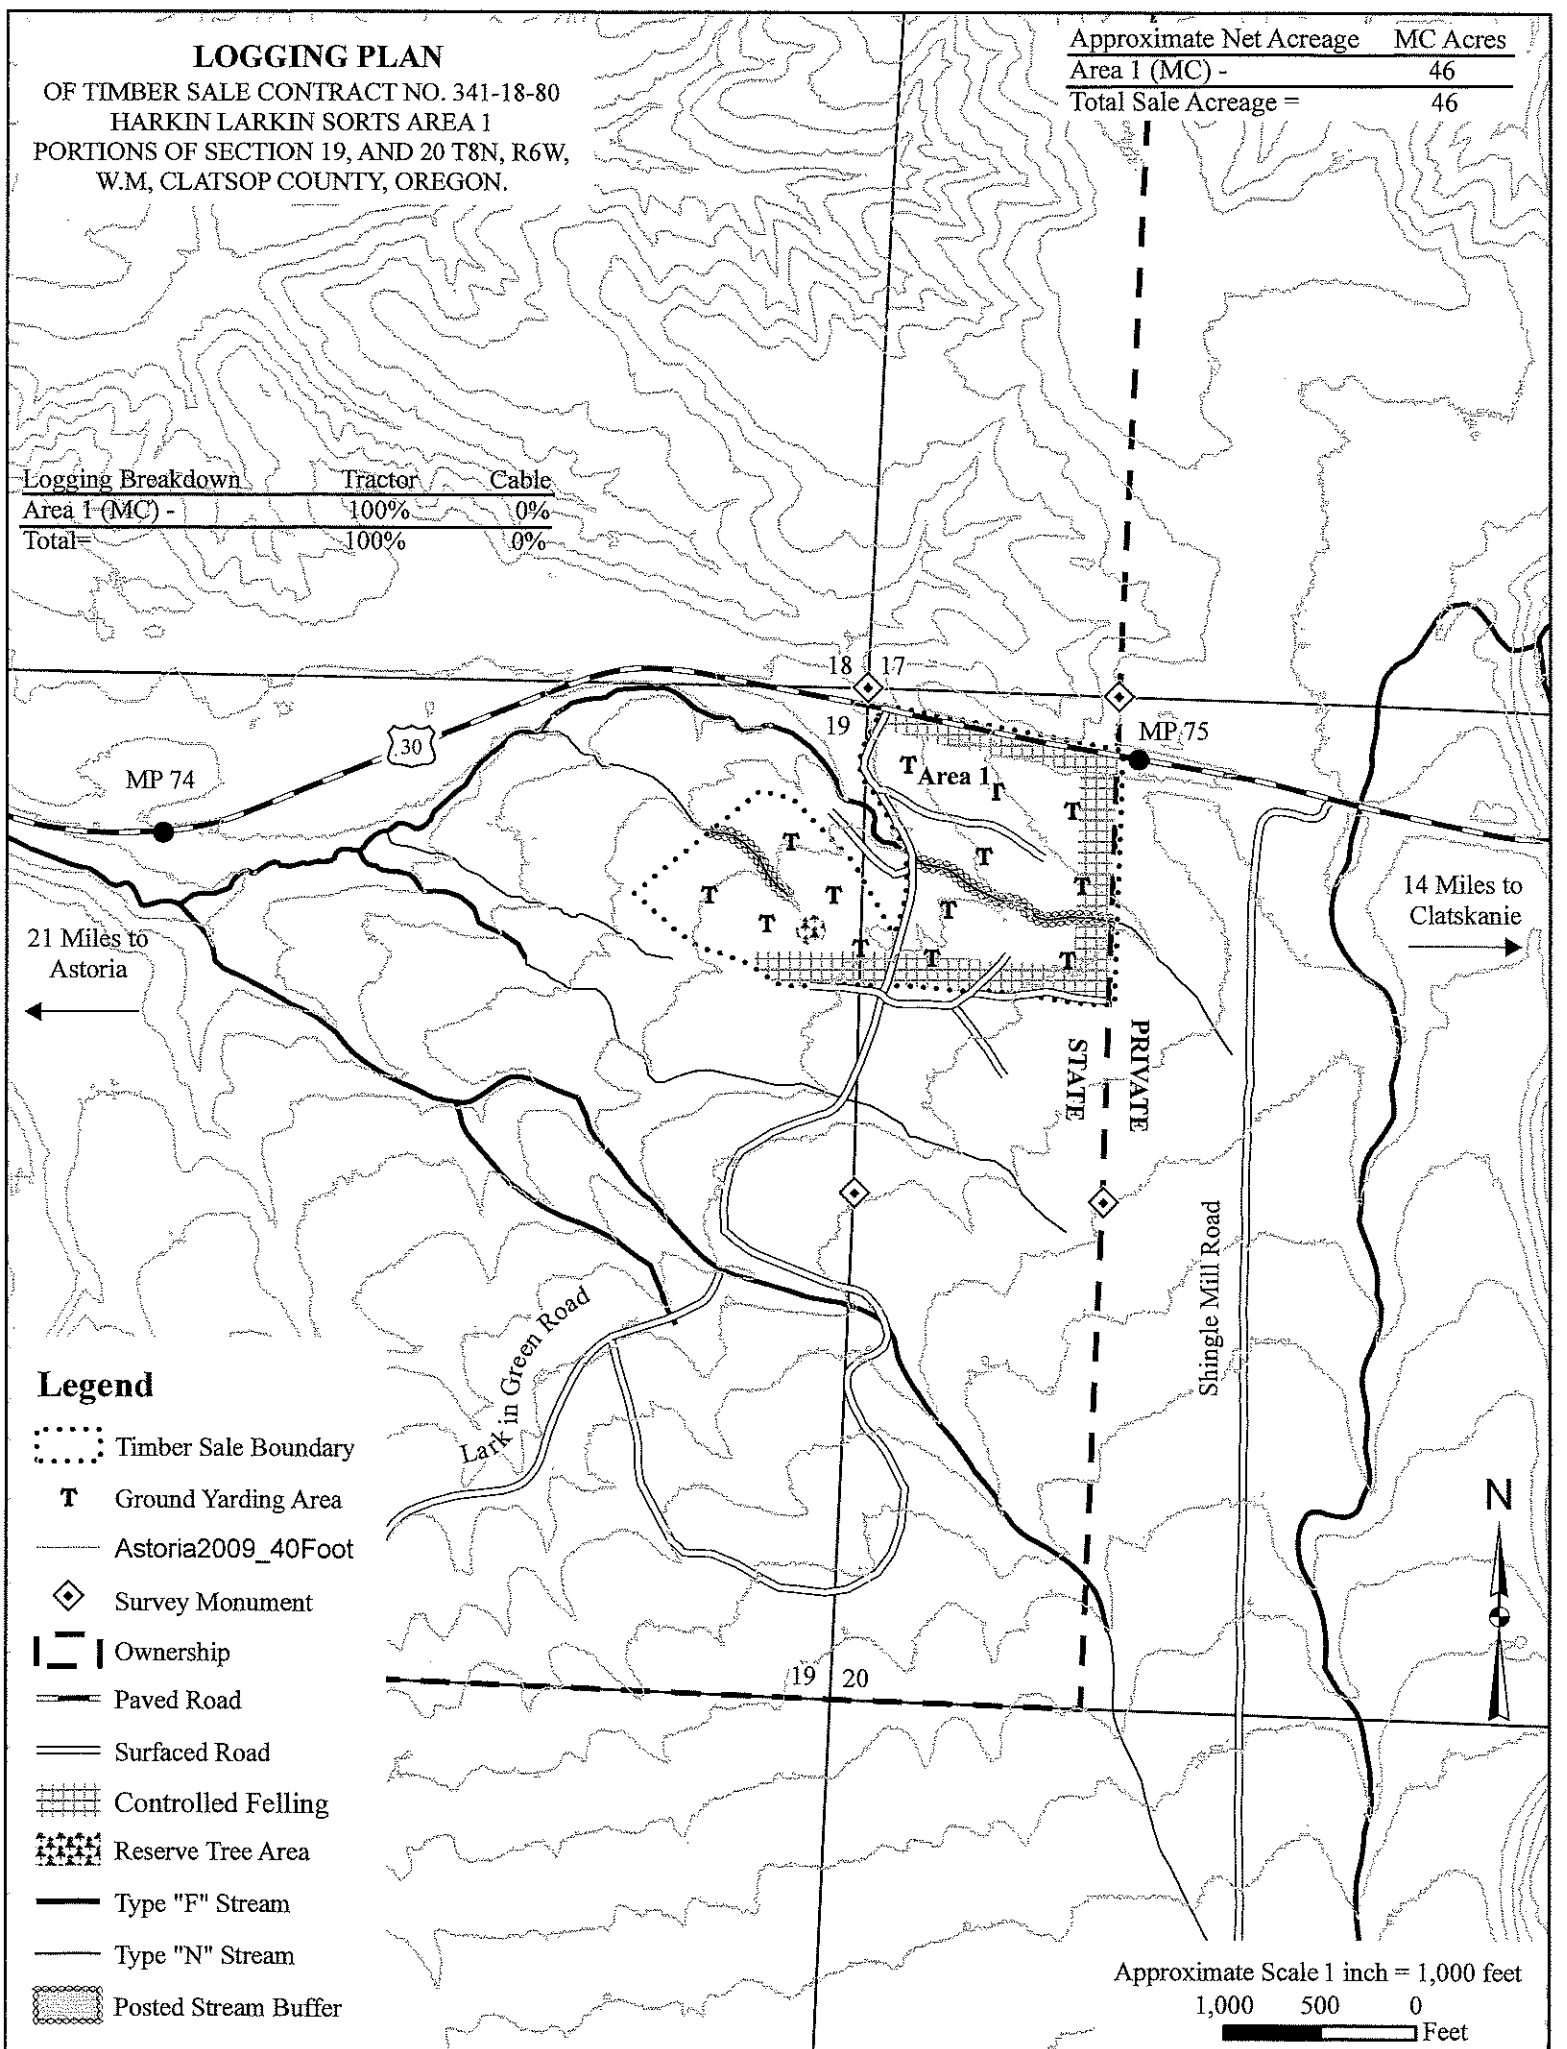 LOGGING PLAN
OF TIMBER SALE CONTRACT NO. 341-18-80
HARKIN LARKIN SORTS AREA 1
PORTIONS OF SECTION 19, AND 20 T8N, R6W,
W.M, CLATSOP COUNTY, OREGON.
Approximate Net Acreage MC Acres
Area 1 (MC) - 46
Total Sale Acreage = 46
Logging Breakdown Tractor Cable
Area 1 (MC) - 100% 0%
Total= 100% 0%
18 17
19
30
MP 75
MP 74
T Area 1
T
T
T
T
T
T
T
T
T
T
T
T
T
21 Miles to
Astoria
14 Miles to
Clatskanie
STATE
PRIVATE
Shingle Mill Road
Lark in Green Road
19 20
Legend
Timber Sale Boundary
T Ground Yarding Area
Astoria2009_40Foot
Survey Monument
Ownership
Paved Road
Surfaced Road
Controlled Felling
Reserve Tree Area
Type "F" Stream
Type "N" Stream
Posted Stream Buffer
N
Approximate Scale 1 inch = 1,000 feet
1,000 500 0
Feet